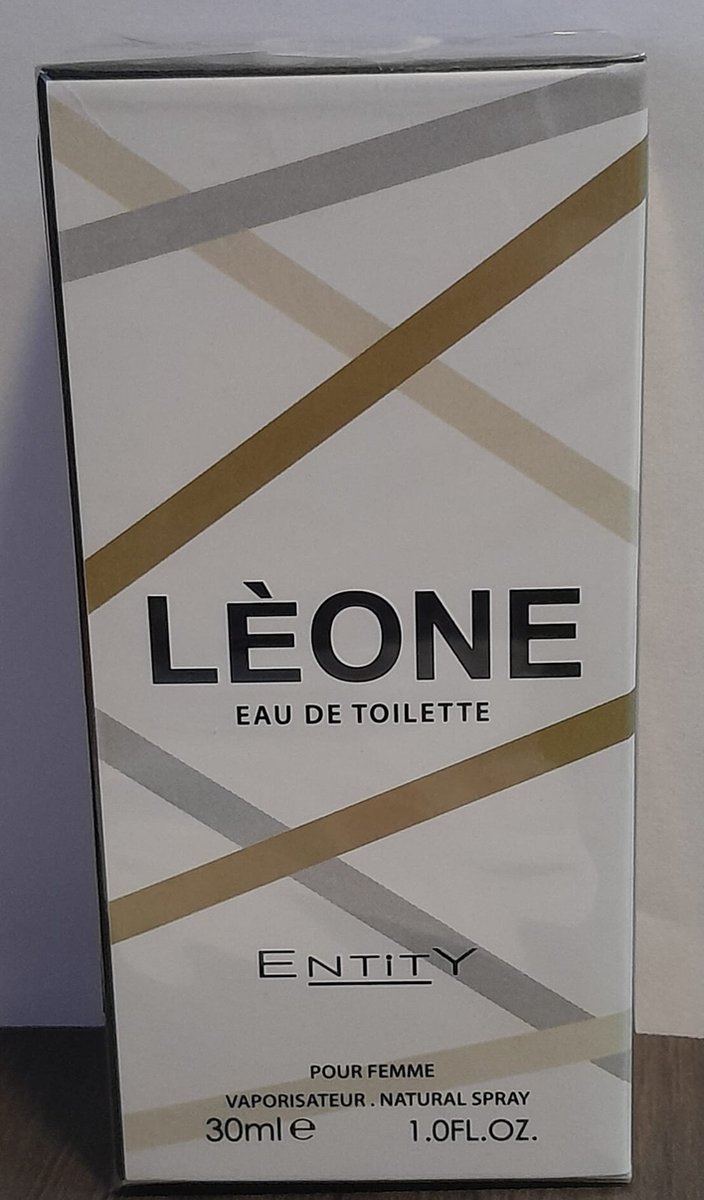 LÈONE
EAU DE TOILETTE
ENTiTY
POUR FEMME
VAPORISATEUR . NATURAL SPRAY
30ml ℮ 1.0FL.OZ.